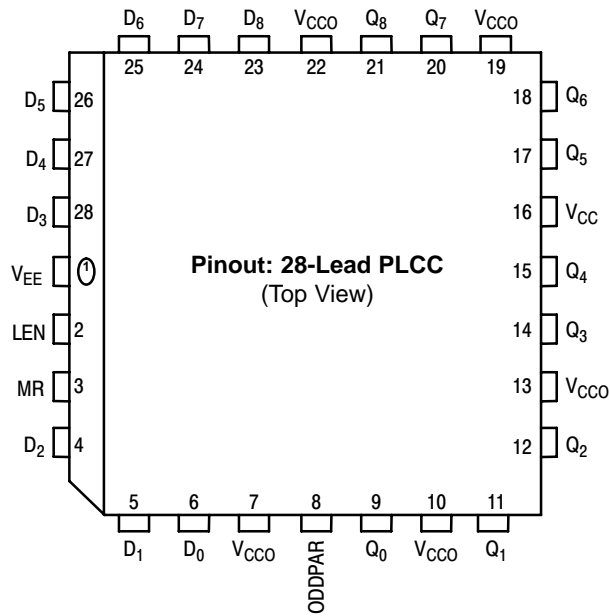 D6 D7 D8 VCCO Q8 Q7 VCCO
25 24 23 22 21 20 19
D5 26 18 Q6
D4 27 17 Q5
D3 28 16 VCC
VEE 1 Pinout: 28-Lead PLCC 15 Q4
(Top View)
LEN 2 14 Q3
MR 3 13 VCCO
D2 4 12 Q2
5 6 7 8 9 10 11
D1 D0 VCCO ODDPAR Q0 VCCO Q1